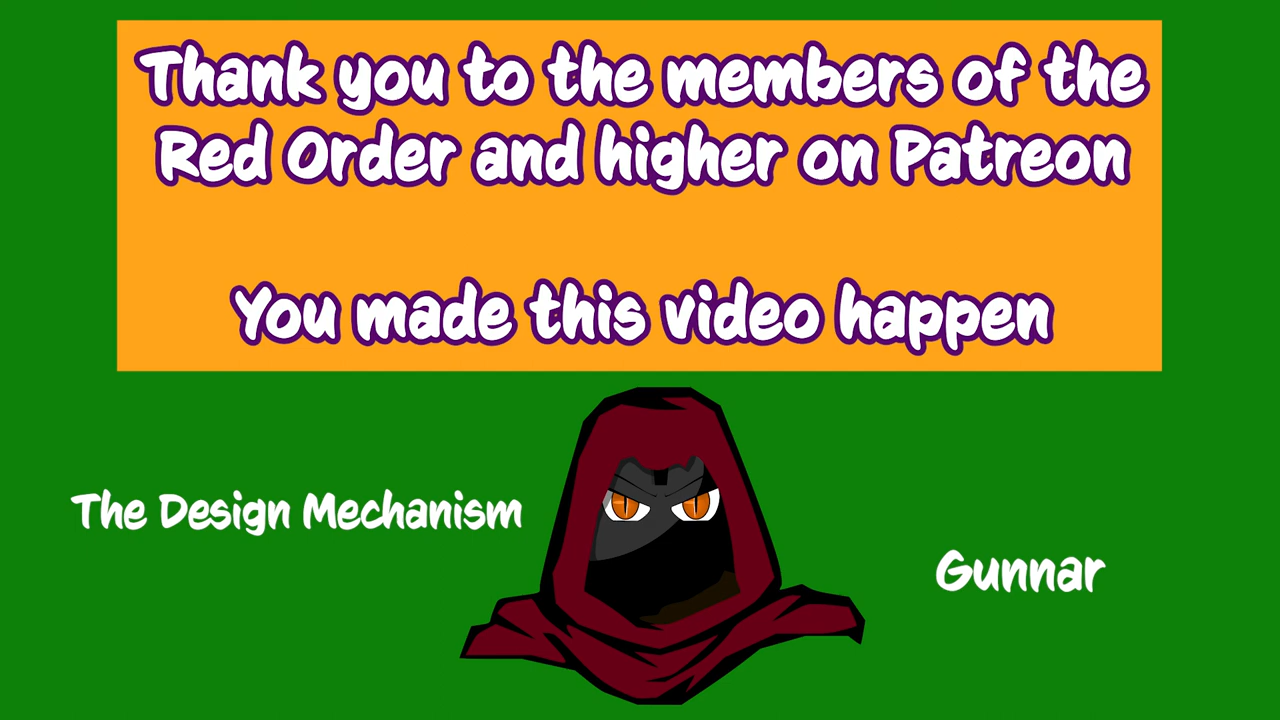 Thank you to the members of the
Red Order and higher on Patreon
You made this video happen
The Design Mechanism
Gunnar